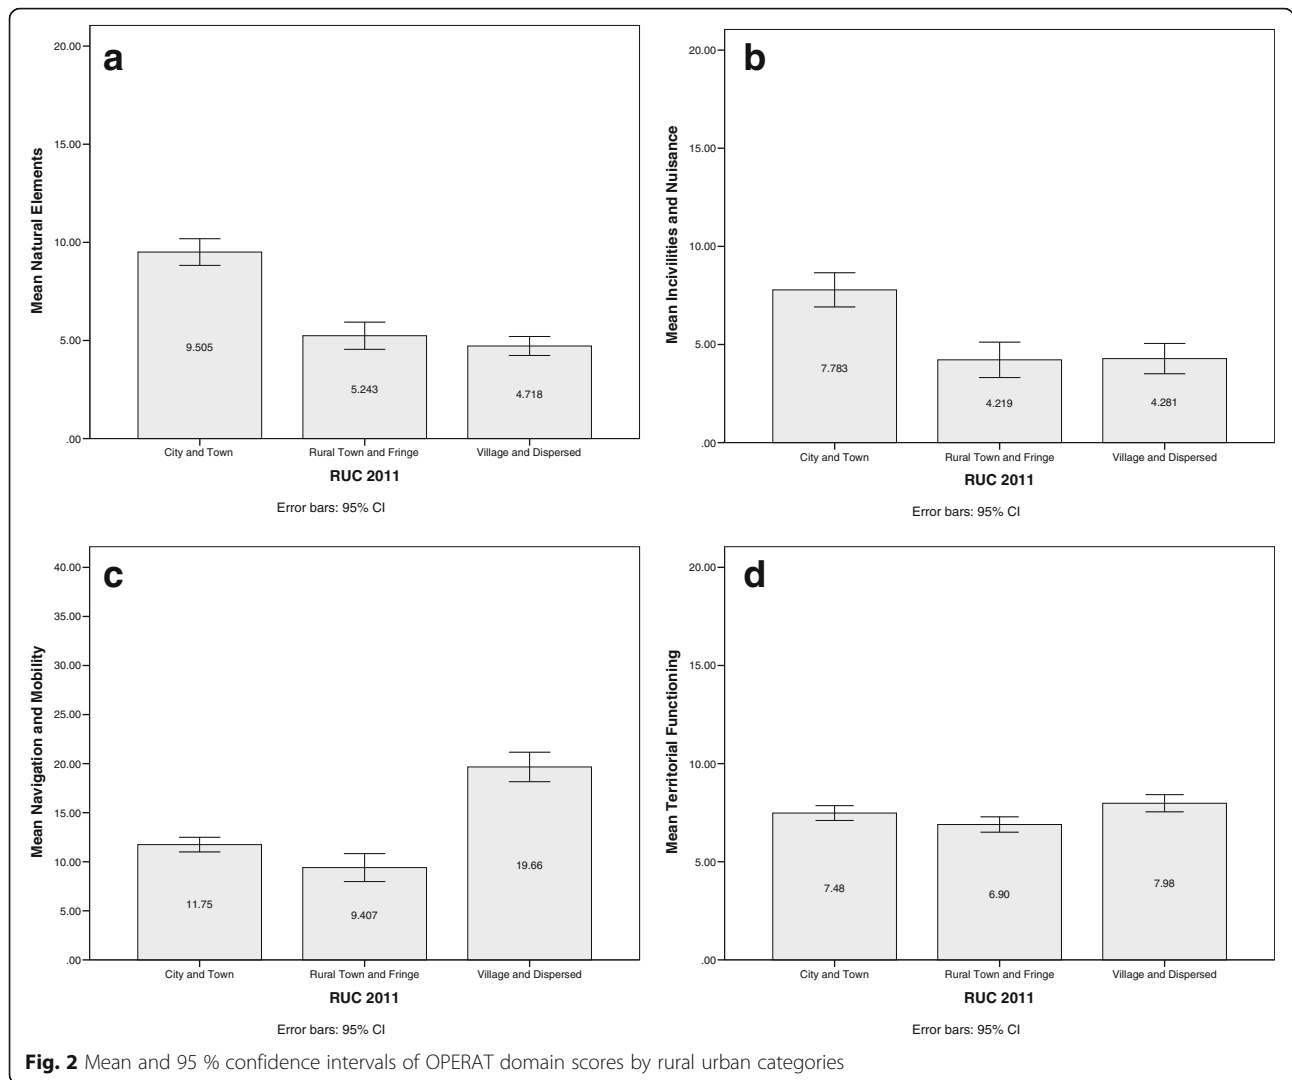 a
20.00
15.00
10.00
5.00
.00
Mean Natural Elements
9.505
5.243
4.718
City and Town
Rural Town and Fringe
Village and Dispersed
RUC 2011
Error bars: 95% CI
b
20.00
15.00
10.00
5.00
.00
Mean Incivilities and Nuisance
7.783
4.219
4.281
City and Town
Rural Town and Fringe
Village and Dispersed
RUC 2011
Error bars: 95% CI
c
40.00
35.00
30.00
25.00
20.00
15.00
10.00
5.00
.00
Mean Navigation and Mobility
11.75
9.407
19.66
City and Town
Rural Town and Fringe
Village and Dispersed
RUC 2011
Error bars: 95% CI
d
20.00
15.00
10.00
5.00
.00
Mean Territorial Functioning
7.48
6.90
7.98
City and Town
Rural Town and Fringe
Village and Dispersed
RUC 2011
Error bars: 95% CI
Fig. 2 Mean and 95 % confidence intervals of OPERAT domain scores by rural urban categories